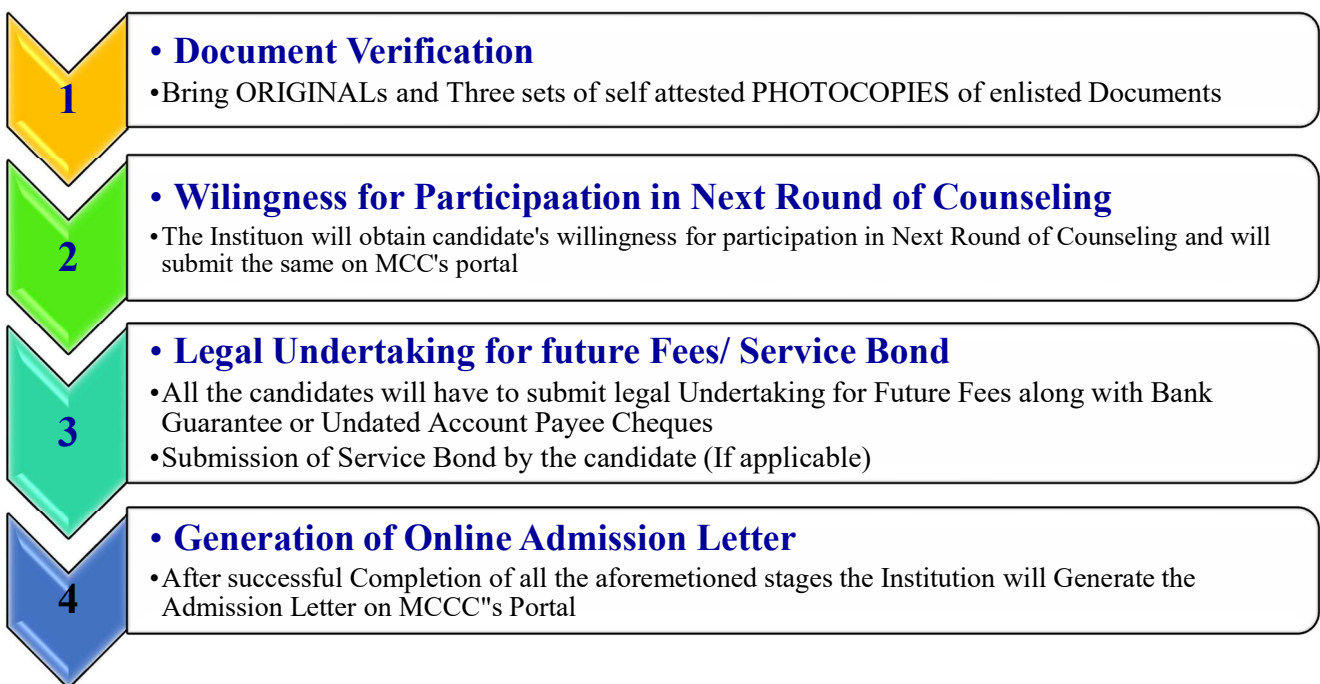 1
• Document Verification
•Bring ORIGINALs and Three sets of self attested PHOTOCOPIES of enlisted Documents
2
• Wilingness for Participaation in Next Round of Counseling
•The Instituon will obtain candidate's willingness for participation in Next Round of Counseling and will
submit the same on MCC's portal
3
• Legal Undertaking for future Fees/ Service Bond
•All the candidates will have to submit legal Undertaking for Future Fees along with Bank
Guarantee or Undated Account Payee Cheques
•Submission of Service Bond by the candidate (If applicable)
4
• Generation of Online Admission Letter
•After successful Completion of all the aforemetioned stages the Institution will Generate the
Admission Letter on MCCC"s Portal